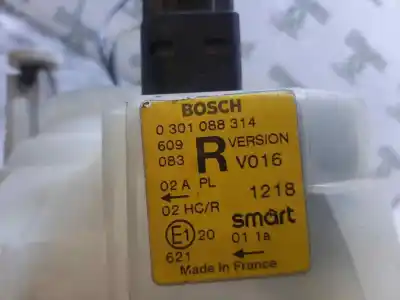 BOSCH
0 301 088 314
609
083
R
VERSION
V016
02 A PL
1218
02 HC/R
smart
E1 20
01 1a
621
Made in France